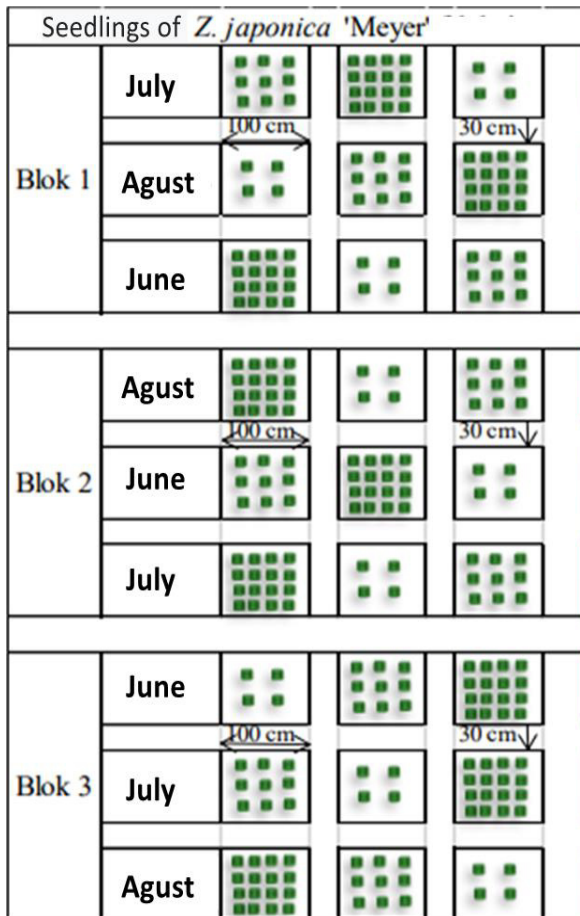 Seedlings of Z. japonica 'Meyer'
July
100 cm 30 cm
Blok 1 Agust
June
Agust
100 cm 30 cm
Blok 2 June
July
June
100 cm 30 cm
Blok 3 July
Agust